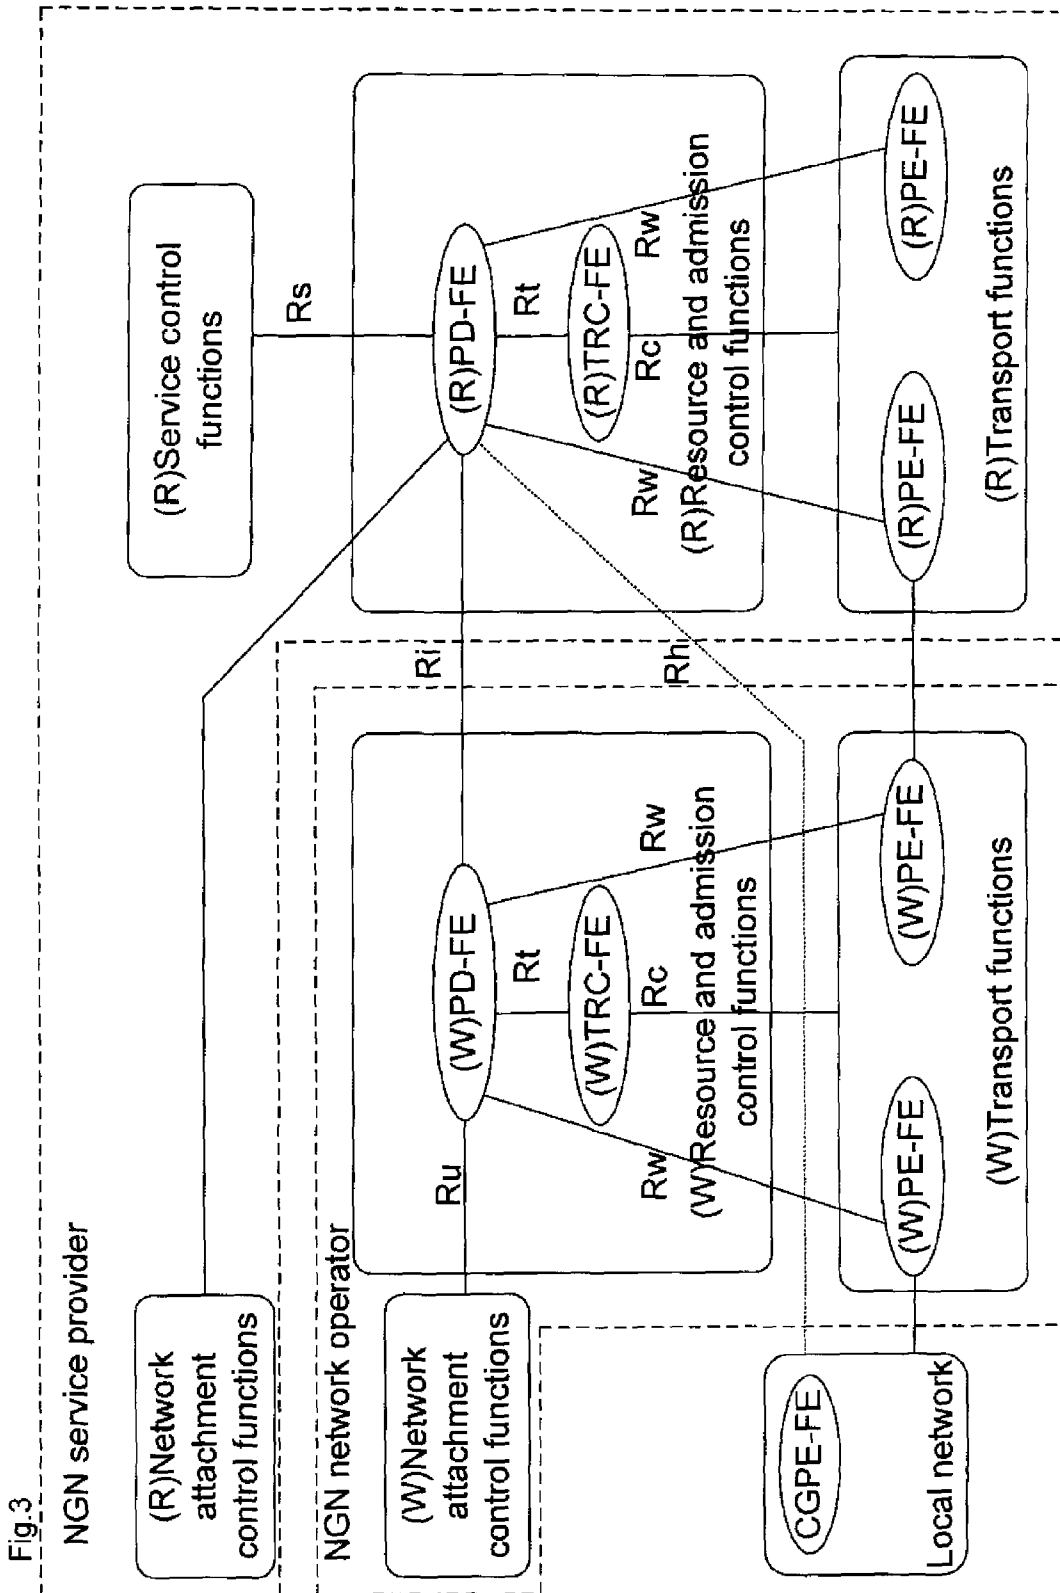 Fig.3
NGN service provider
(R)Network
attachment
control functions
(R)Service control
functions
Rs
NGN network operator
(W)Network
attachment
control functions
Ru
(W)PD-FE
Rt
(W)TRC-FE
Rw
Rc
Rw
(W)Resource and admission
control functions
Ri
Rh
(R)PD-FE
Rt
(R)TRC-FE
Rw
Rc
Rw
(R)Resource and admission
control functions
CGPE-FE
Local network
(W)PE-FE
(W)PE-FE
(W)Transport functions
(R)PE-FE
(R)PE-FE
(R)Transport functions